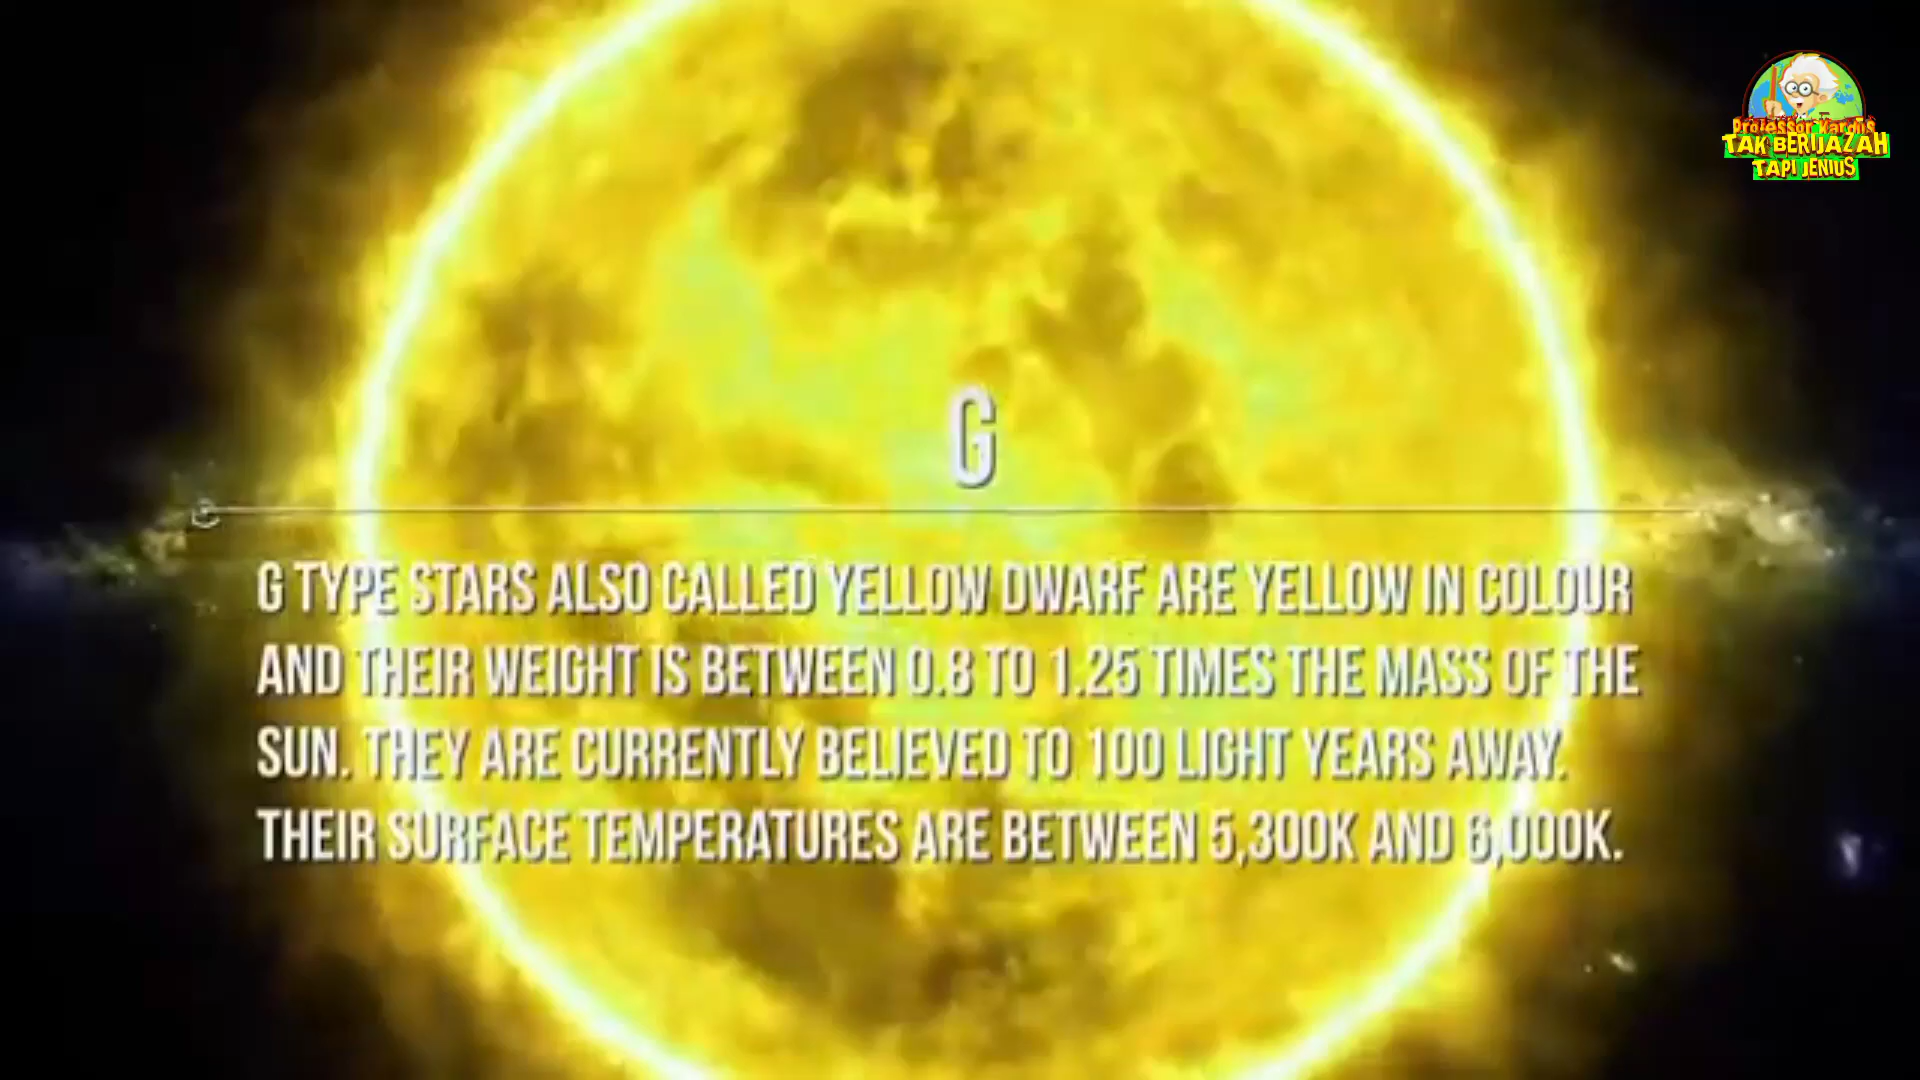 Professor Kardis
TAK BERIJAZAH
TAPI JENIUS
G
G TYPE STARS ALSO CALLED YELLOW DWARF ARE YELLOW IN COLOUR
AND THEIR WEIGHT IS BETWEEN 0.8 TO 1.25 TIMES THE MASS OF THE
SUN. THEY ARE CURRENTLY BELIEVED TO 100 LIGHT YEARS AWAY.
THEIR SURFACE TEMPERATURES ARE BETWEEN 5,300K AND 6,000K.